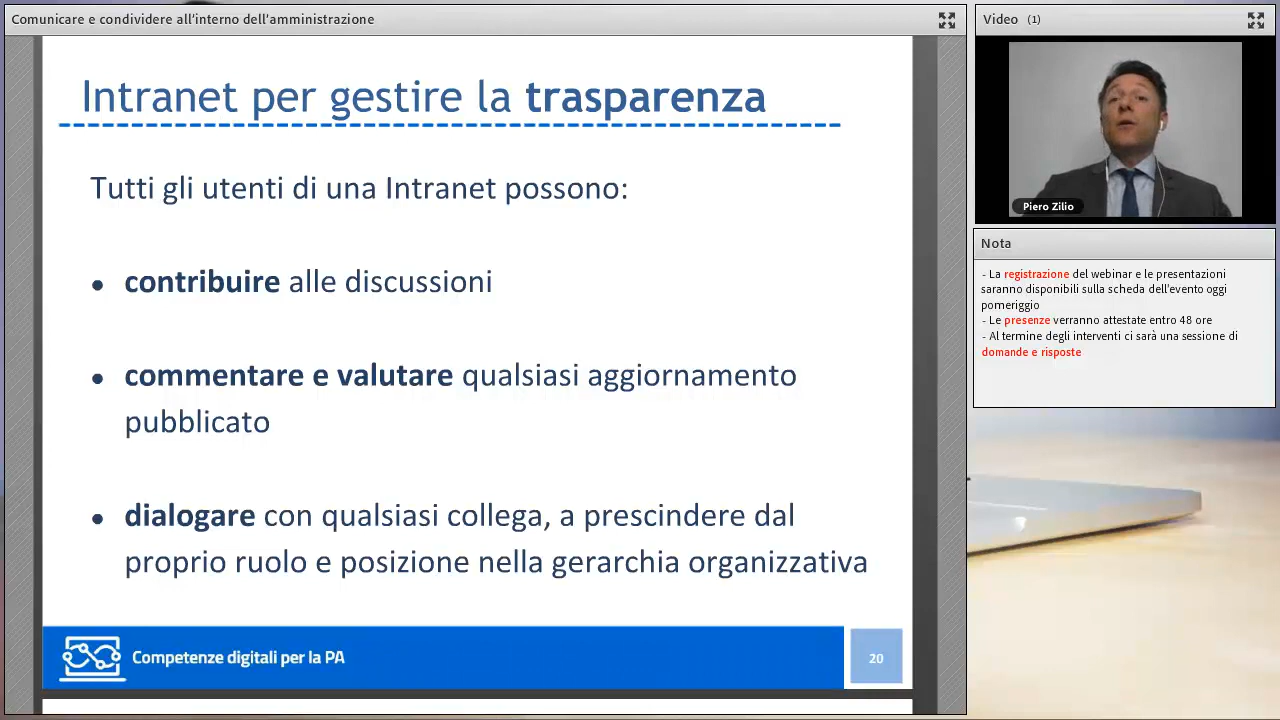 Comunicare e condividere all'interno dell'amministrazione
Intranet per gestire la trasparenza
Tutti gli utenti di una Intranet possono:
• contribuire alle discussioni
• commentare e valutare qualsiasi aggiornamento
pubblicato
• dialogare con qualsiasi collega, a prescindere dal
proprio ruolo e posizione nella gerarchia organizzativa
Competenze digitali per la PA
20
Video (1)
Piero Zilio
Nota
- La registrazione del webinar e le presentazioni
saranno disponibili sulla scheda dell'evento oggi
pomeriggio
- Le presenze verranno attestate entro 48 ore
- Al termine degli interventi ci sarà una sessione di
domande e risposte